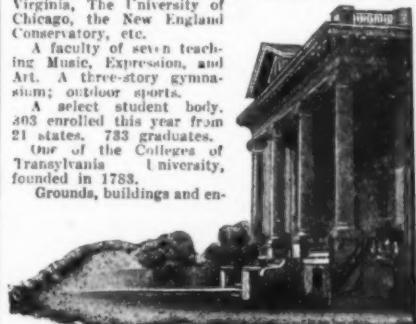 Virginia, The University of
Chicago, the New England
Conservatory, etc.
A faculty of seven teach-
ing Music, Expression, and
Art. A three-story gymna-
sium; outdoor sports.
A select student body.
303 enrolled this year from
21 states. 733 graduates.
One of the Colleges of
Transylvania University,
founded in 1783.
Grounds, buildings and en-